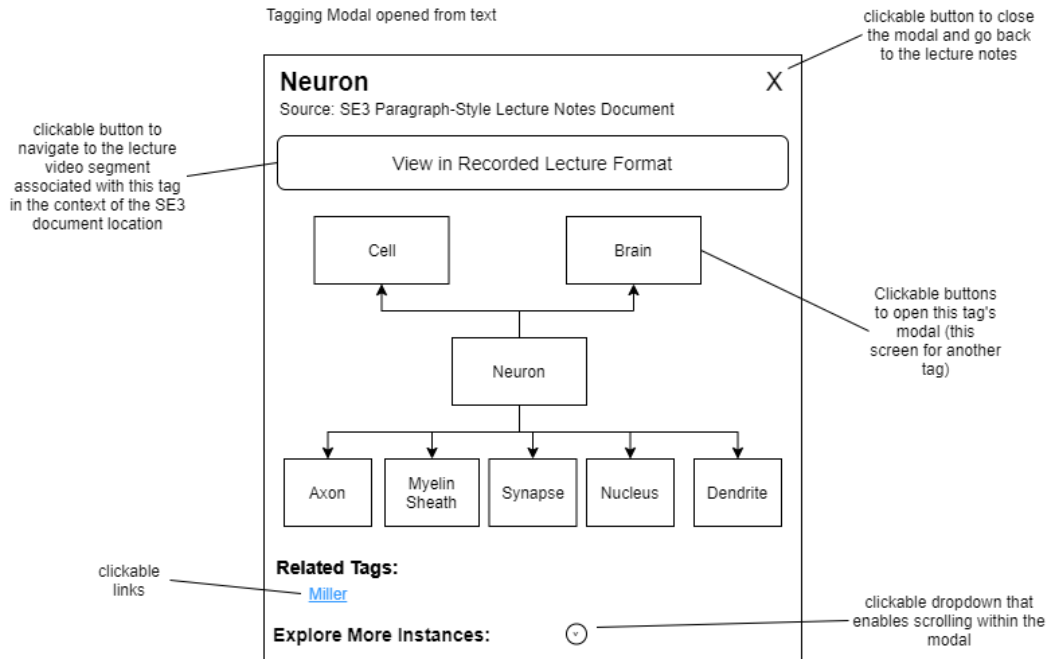 Tagging Modal opened from text
clickable button to close
the modal and go back
to the lecture notes
Neuron
X
Source: SE3 Paragraph-Style Lecture Notes Document
clickable button to
navigate to the lecture
video segment
associated with this tag
in the context of the SE3
document location
View in Recorded Lecture Format
Cell
Brain
Clickable buttons
to open this tag's
modal (this
screen for another
tag)
Neuron
Axon
Myelin
Sheath
Synapse
Nucleus
Dendrite
Related Tags:
clickable
links
Miller
Explore More Instances:
clickable dropdown that
enables scrolling within the
modal